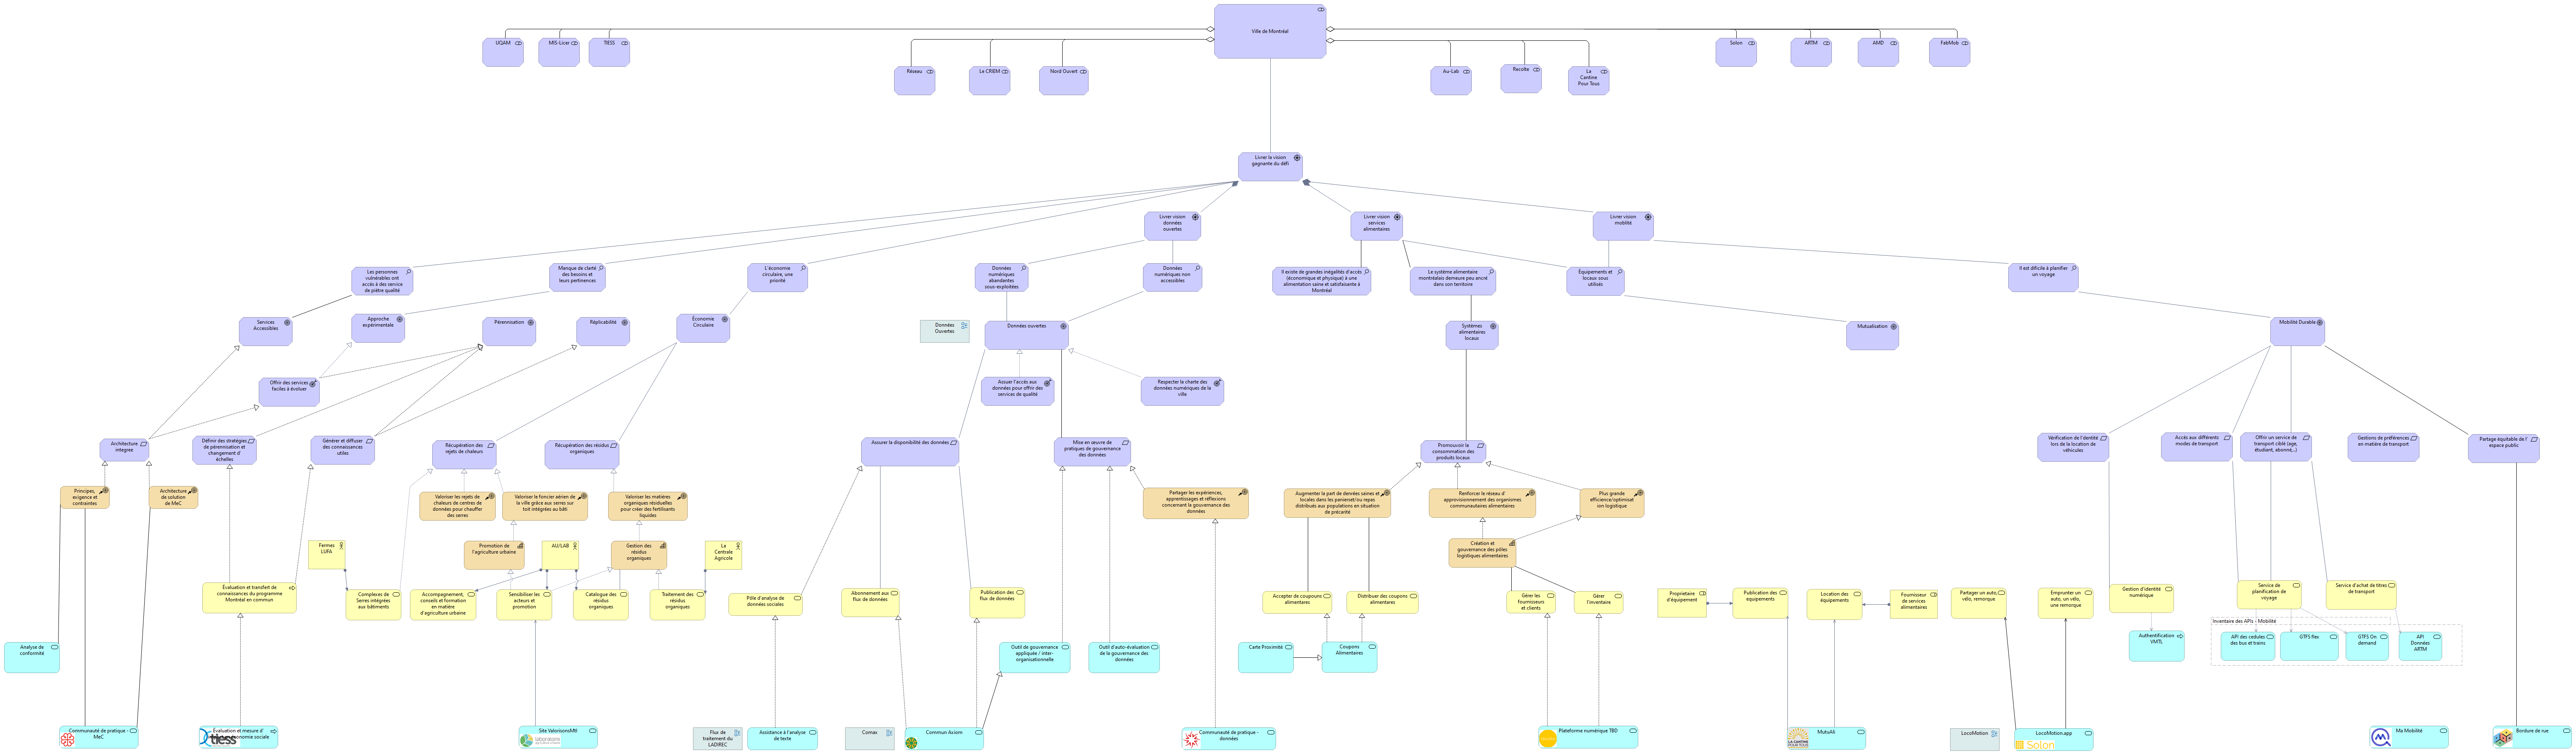 Ville de Montréal
UQAM
MIS-Licer
TIESS
Solon
ARTM
AMD
FabMob
Réseau
Le CRIEM
Nord Ouvert
Au-Lab
Recolte
La
Cantine
Pour Tous
Livrer la vision
gagnante du défi
Livrer vision
données
ouvertes
Livrer vision
services
alimentaires
Livrer vision
mobilité
Les personnes
vulnérables ont
accès à des service
de piètre qualité
Manque de clarté
des besoins et
leurs pertinences
L'économie
circulaire, une
priorité
Données
numériques
abandantes
sous-exploitées
Données
numériques non
accessibles
Il existe de grandes inégalités d'accès
(économique et physique) à une
alimentation saine et satisfaisante à
Montréal
Le système alimentaire
montréalais demeure peu ancré
dans son territoire
Équipements et
locaux sous
utilisés
Il est dificile à planifier
un voyage
Services
Accessibles
Approche
expérimentale
Pérennisation
Réplicabilité
Économie
Circulaire
Données
Ouvertes
Données ouvertes
Systèmes
alimentaires
locaux
Mutualisation
Mobilité Durable
Offrir des services
faciles à évoluer
Assuer l'accès aux
données pour offrir des
services de qualité
Respecter la charte des
données numériques de la
ville
Architecture
integree
Définir des stratégies
de pérennisation et
changement d'
échelles
Générer et diffuser
des connaissances
utiles
Récupération des
rejets de chaleurs
Récupération des résidus
organiques
Assurer la disponibilité des données
Mise en œuvre de
pratiques de gouvernance
des données
Promouvoir la
consommation des
produits locaux
Vérification de l'dentité
lors de la location de
véhicules
Accès aux différents
modes de transport
Offrir un service de
transport ciblé (age,
étudiant, abonné,...)
Gestions de préférences
en matière de transport
Partage équitable de l'
espace public
Principes,
exigence et
contraintes
Architecture
de solution
de MeC
Valoriser les rejets de
chaleurs de centres de
données pour chauffer
des serres
Valoriser le foncier aérien de
la ville grâce aux serres sur
toit intégrées au bâti
Valoriser les matières
organiques résiduelles
pour créer des fertilisants
liquides
Partager les expériences,
apprentissages et réflexions
concernant la gouvernance des
données
Augmenter la part de denrées saines et
locales dans les panierset/ou repas
distribués aux populations en situation
de précarité
Renforcer le réseau d'
approvisionnement des organismes
communautaires alimentaires
Plus grande
efficience/optimisat
ion logistique
Fermes
LUFA
Promotion de
l'agriculture urbaine
AU/LAB
Gestion des
résidus
organiques
La
Centrale
Agricole
Création et
gouvernance des pôles
logistiques alimentaires
Évaluation et transfert de
connaissances du programme
Montréal en commun
Complexes de
Serres intégrées
aux bâtiments
Accompagnement,
conseils et formation
en matière
d'agriculture urbaine
Sensibiliser les
acteurs et
promotion
Catalogue des
résidus
organiques
Traitement des
résidus
organiques
Pôle d'analyse de
données sociales
Abonnement aux
flux de données
Publication des
flux de données
Accepter de coupouns
alimentares
Distribuer des coupons
alimentares
Gérer les
fournisseurs
et clients
Gérer
l'inventaire
Proprietaire
d'équipement
Publication des
equipements
Location des
équipements
Fournisseur
de services
alimentaires
Partager un auto,
vélo, remorque
Emprunter un
auto, un vélo,
une remorque
Gestion d'identité
numérique
Service de
planification de
voyage
Service d'achat de titres
de transport
Inventaire des APIs - Mobilité
Analyse de
conformité
Outil de gouvernance
appliquée / inter-
organisationnelle
Outil d'auto-évaluation
de la gouvernance des
données
Carte Proximité
Coupons
Alimentaires
Authentification
VMTL
API des cedules
des bus et trains
GTFS flex
GTFS On
demand
API
Données
ARTM
Communauté de pratique -
MeC
Évaluation et mesure d'
économie sociale
tiess
Site ValorisonsMtl
laboratoire
Flux de
traitement du
LADIREC
Assistance à l'analyse
de texte
Comax
Commun Axiom
Communauté de pratique -
données
Plateforme numérique TBD
MutuAli
LA CANTINE
POUR TOUS
LocoMotion
LocoMotion.app
Solon
Ma Mobilité
Bordure de rue